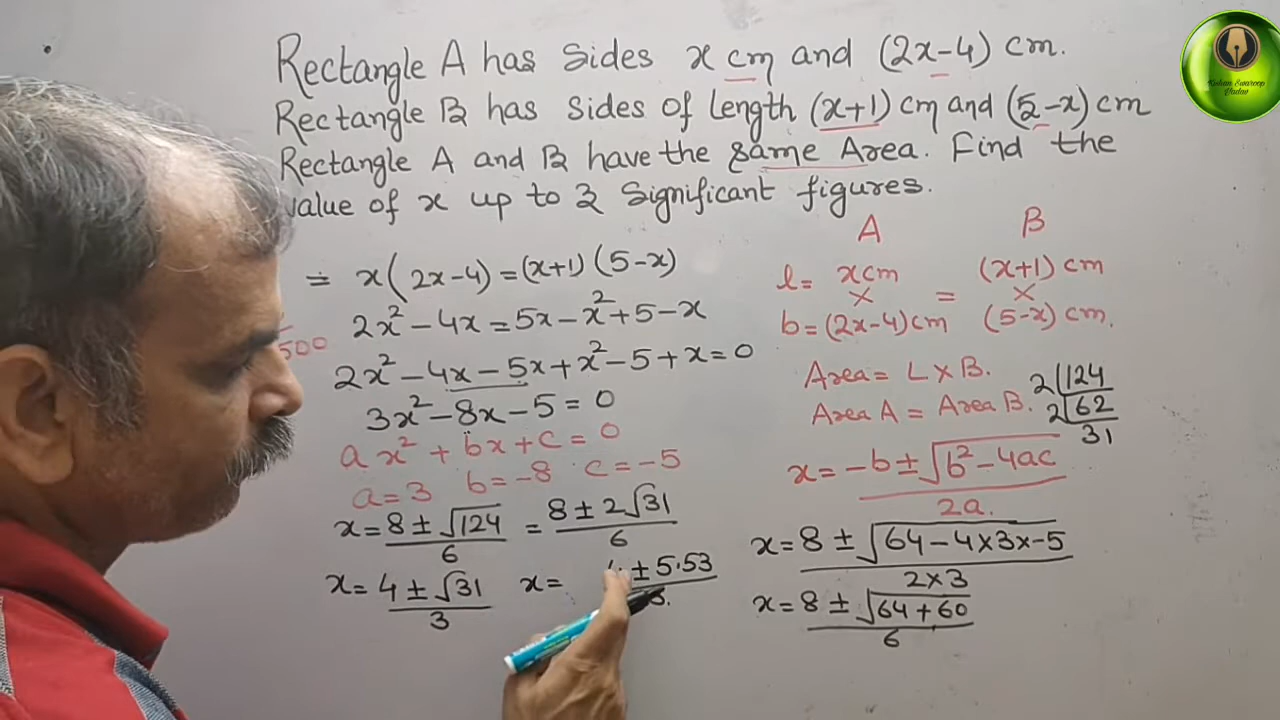 Rectangle A has Sides x cm and (2x-4) cm.
Rectangle B has Sides of length (x+1) cm and (5-x) cm
Rectangle A and B have the same Area. Find the
value of x up to 3 Significant figures.
= x(2x-4) = (x+1) (5-x)
2x² - 4x = 5x - x² + 5 - x
500
2x² - 4x - 5x + x² - 5 + x = 0
3x² - 8x - 5 = 0
ax² + bx + c = 0
a = 3 b = -8 c = -5
x = 8 ± √124 / 6 = 8 ± 2√31 / 6
x = 4 ± √31 / 3 x = ± 5.53
A B
l = x cm (x+1) cm
× = ×
b = (2x-4) cm (5-x) cm.
Area = L × B.
Area A = Area B.
2 124
2 62
31
x = -b ± √b² - 4ac / 2a.
x = 8 ± √64 - 4×3×-5 / 2×3
x = 8 ± √64 + 60 / 6